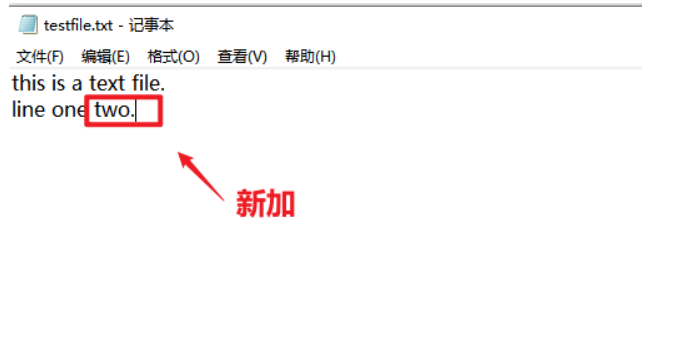 testfile.txt - 记事本
文件(F) 编辑(E) 格式(O) 查看(V) 帮助(H)
this is a text file.
line one two.
新加